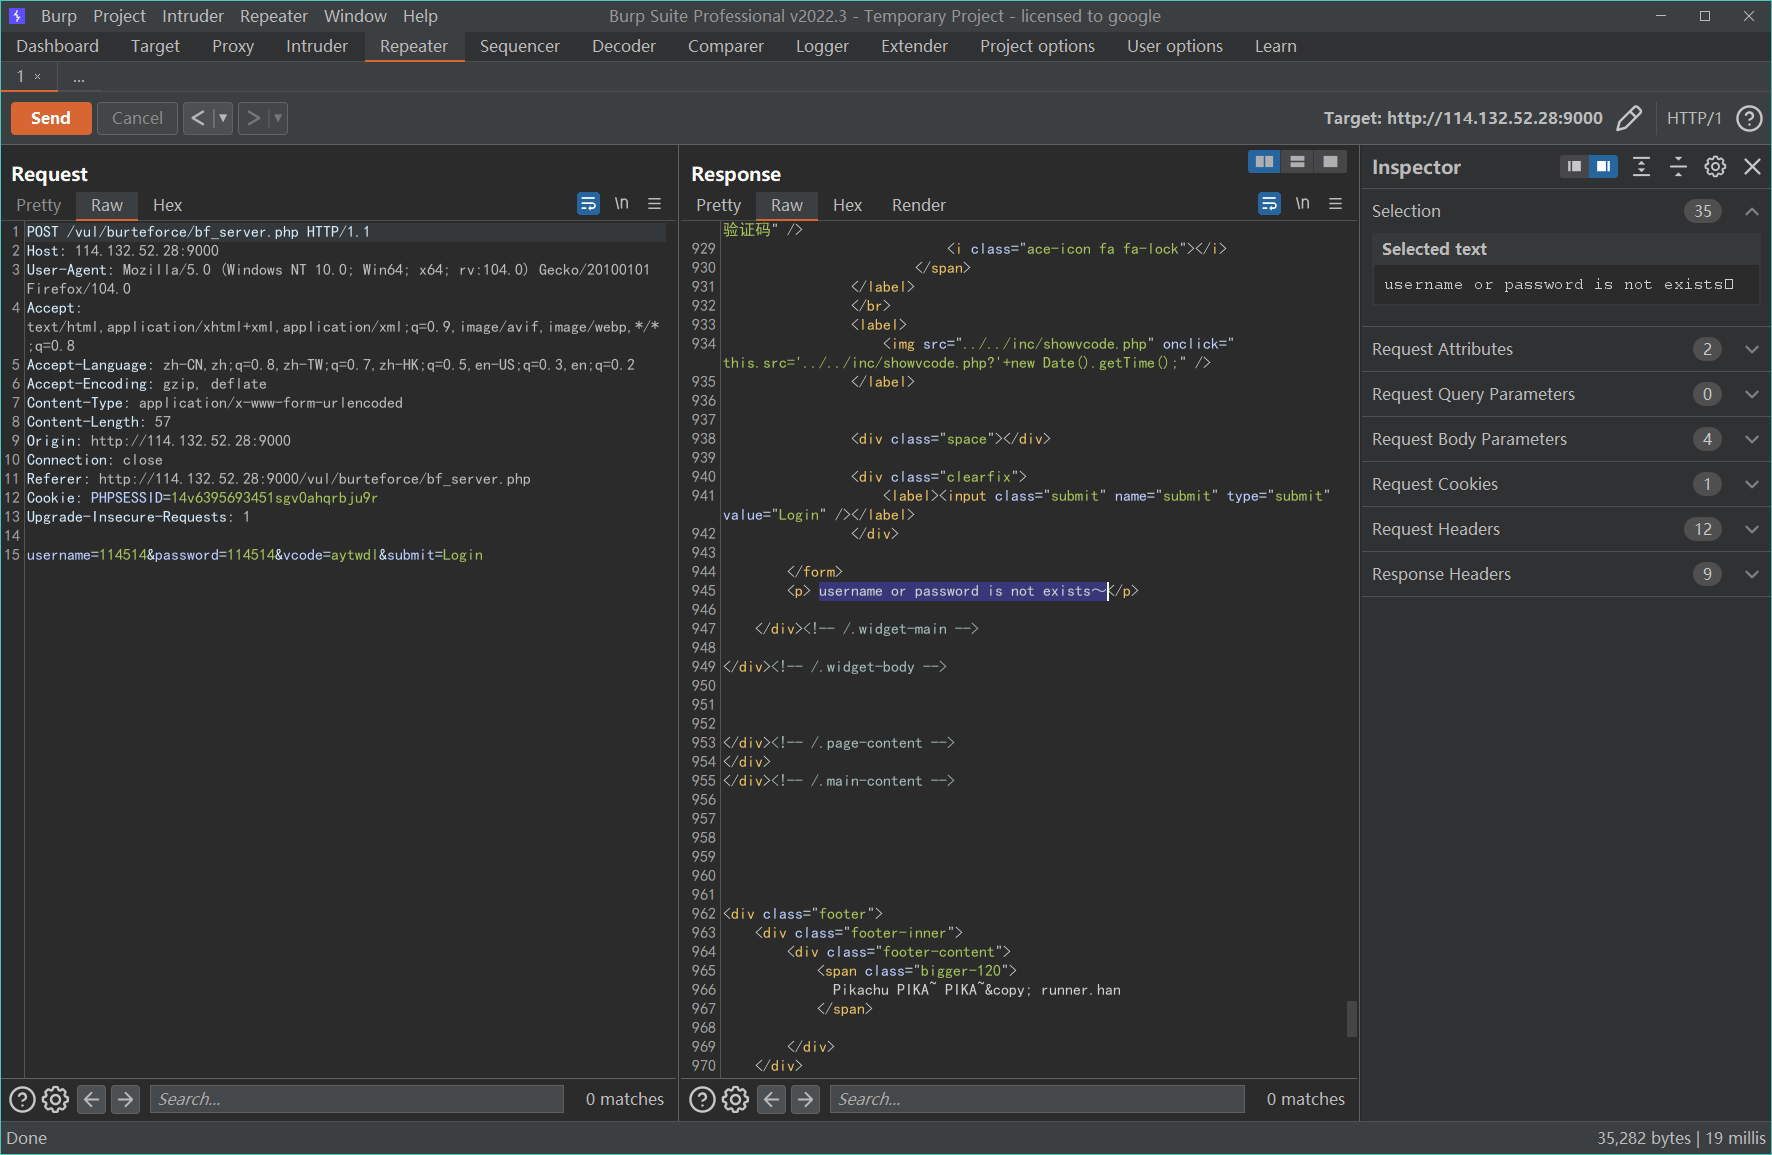 Burp Project Intruder Repeater Window Help Burp Suite Professional v2022.3 - Temporary Project - licensed to google
Dashboard Target Proxy Intruder Repeater Sequencer Decoder Comparer Logger Extender Project options User options Learn
1 × ...
Send Cancel < ▼ > ▼ Target: http://114.132.52.28:9000 HTTP/1 ?
Request
Pretty Raw Hex \n
1 POST /vul/burteforce/bf_server.php HTTP/1.1
2 Host: 114.132.52.28:9000
3 User-Agent: Mozilla/5.0 (Windows NT 10.0; Win64; x64; rv:104.0) Gecko/20100101
Firefox/104.0
4 Accept:
text/html,application/xhtml+xml,application/xml;q=0.9,image/avif,image/webp,*/*
;q=0.8
5 Accept-Language: zh-CN,zh;q=0.8,zh-TW;q=0.7,zh-HK;q=0.5,en-US;q=0.3,en;q=0.2
6 Accept-Encoding: gzip, deflate
7 Content-Type: application/x-www-form-urlencoded
8 Content-Length: 57
9 Origin: http://114.132.52.28:9000
10 Connection: close
11 Referer: http://114.132.52.28:9000/vul/burteforce/bf_server.php
12 Cookie: PHPSESSID=14v6395693451sgv0ahqrbju9r
13 Upgrade-Insecure-Requests: 1
14
15 username=114514&password=114514&vcode=aytwdl&submit=Login
? Search... 0 matches
Response
Pretty Raw Hex Render \n
验证码" />
929 <i class="ace-icon fa fa-lock"></i>
930 </span>
931 </label>
932 </br>
933 <label>
934 <img src="../../inc/showvcode.php" onclick="
this.src='../../inc/showvcode.php?'+new Date().getTime();" />
935 </label>
936
937
938 <div class="space"></div>
939
940 <div class="clearfix">
941 <label><input class="submit" name="submit" type="submit"
value="Login" /></label>
942 </div>
943
944 </form>
945 <p> username or password is not exists～</p>
946
947 </div><!-- /.widget-main -->
948
949 </div><!-- /.widget-body -->
950
951
952
953 </div><!-- /.page-content -->
954 </div>
955 </div><!-- /.main-content -->
956
957
958
959
960
961
962 <div class="footer">
963 <div class="footer-inner">
964 <div class="footer-content">
965 <span class="bigger-120">
966 Pikachu PIKA~ PIKA~&copy; runner.han
967 </span>
968
969 </div>
970 </div>
? Search... 0 matches
Inspector
Selection 35
Selected text
username or password is not exists□
Request Attributes 2
Request Query Parameters 0
Request Body Parameters 4
Request Cookies 1
Request Headers 12
Response Headers 9
Done 35,282 bytes | 19 millis